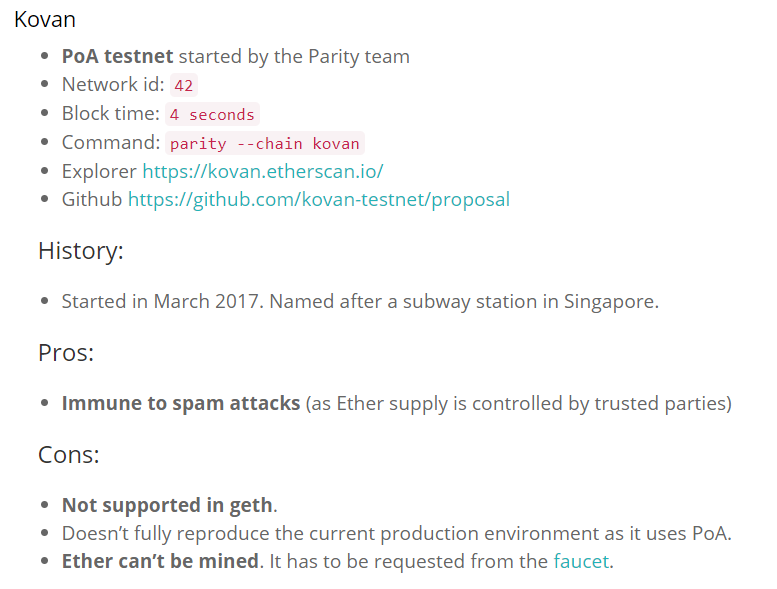 Kovan
PoA testnet started by the Parity team
Network id: 42
Block time: 4 seconds
Command: parity --chain kovan
Explorer https://kovan.etherscan.io/
Github https://github.com/kovan-testnet/proposal
History:
Started in March 2017. Named after a subway station in Singapore.
Pros:
Immune to spam attacks (as Ether supply is controlled by trusted parties)
Cons:
Not supported in geth.
Doesn’t fully reproduce the current production environment as it uses PoA.
Ether can’t be mined. It has to be requested from the faucet.